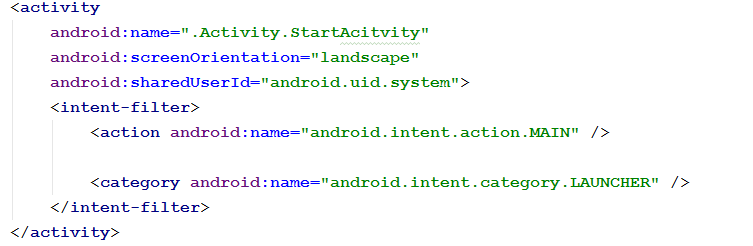 <activity
android:name=".Activity.StartAcitvity"
android:screenOrientation="landscape"
android:sharedUserId="android.uid.system">
<intent-filter>
<action android:name="android.intent.action.MAIN" />
<category android:name="android.intent.category.LAUNCHER" />
</intent-filter>
</activity>